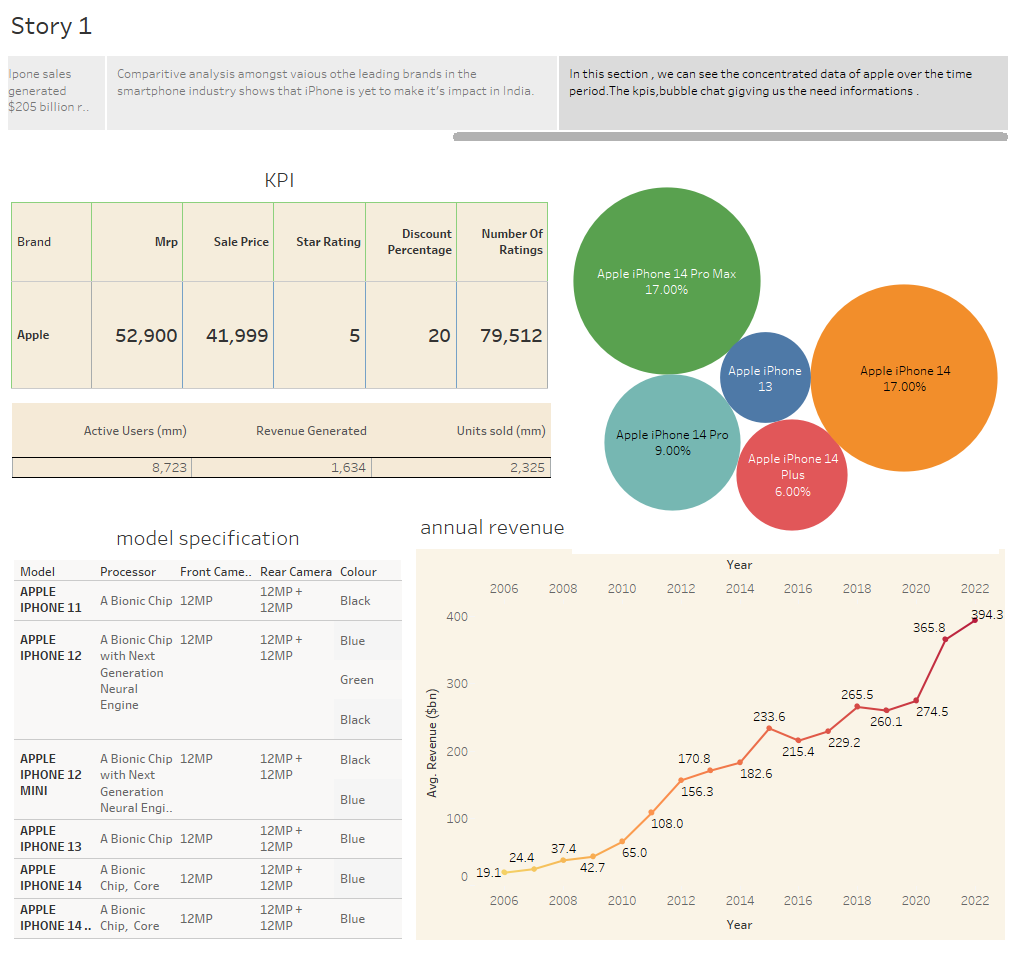 Story 1
Ipone sales
generated
$205 billion r..
Comparitive analysis amongst vaious othe leading brands in the
smartphone industry shows that iPhone is yet to make it's impact in India.
In this section , we can see the concentrated data of apple over the time
period.The kpis,bubble chat gigving us the need informations .
KPI
Brand
Mrp
Sale Price
Star Rating
Discount
Percentage
Number Of
Ratings
Apple
52,900
41,999
5
20
79,512
Active Users (mm)
Revenue Generated
Units sold (mm)
8,723
1,634
2,325
Apple iPhone 14 Pro Max
17.00%
Apple iPhone
13
Apple iPhone 14
17.00%
Apple iPhone 14 Pro
9.00%
Apple iPhone 14
Plus
6.00%
model specification
Model
Processor
Front Came..
Rear Camera
Colour
APPLE
IPHONE 11
A Bionic Chip
12MP
12MP +
12MP
Black
APPLE
IPHONE 12
A Bionic Chip
with Next
Generation
Neural
Engine
12MP
12MP +
12MP
Blue
Green
Black
APPLE
IPHONE 12
MINI
A Bionic Chip
with Next
Generation
Neural Engi..
12MP
12MP +
12MP
Black
Blue
APPLE
IPHONE 13
A Bionic Chip
12MP
12MP +
12MP
Blue
APPLE
IPHONE 14
A Bionic
Chip, Core
12MP
12MP +
12MP
Blue
APPLE
IPHONE 14 ..
A Bionic
Chip, Core
12MP
12MP +
12MP
Blue
annual revenue
Year
2006 2008 2010 2012 2014 2016 2018 2020 2022
Avg. Revenue ($bn)
400
300
200
100
0
19.1
24.4
37.4
42.7
65.0
108.0
156.3
170.8
182.6
233.6
215.4
229.2
265.5
260.1
274.5
365.8
394.3
2006 2008 2010 2012 2014 2016 2018 2020 2022
Year